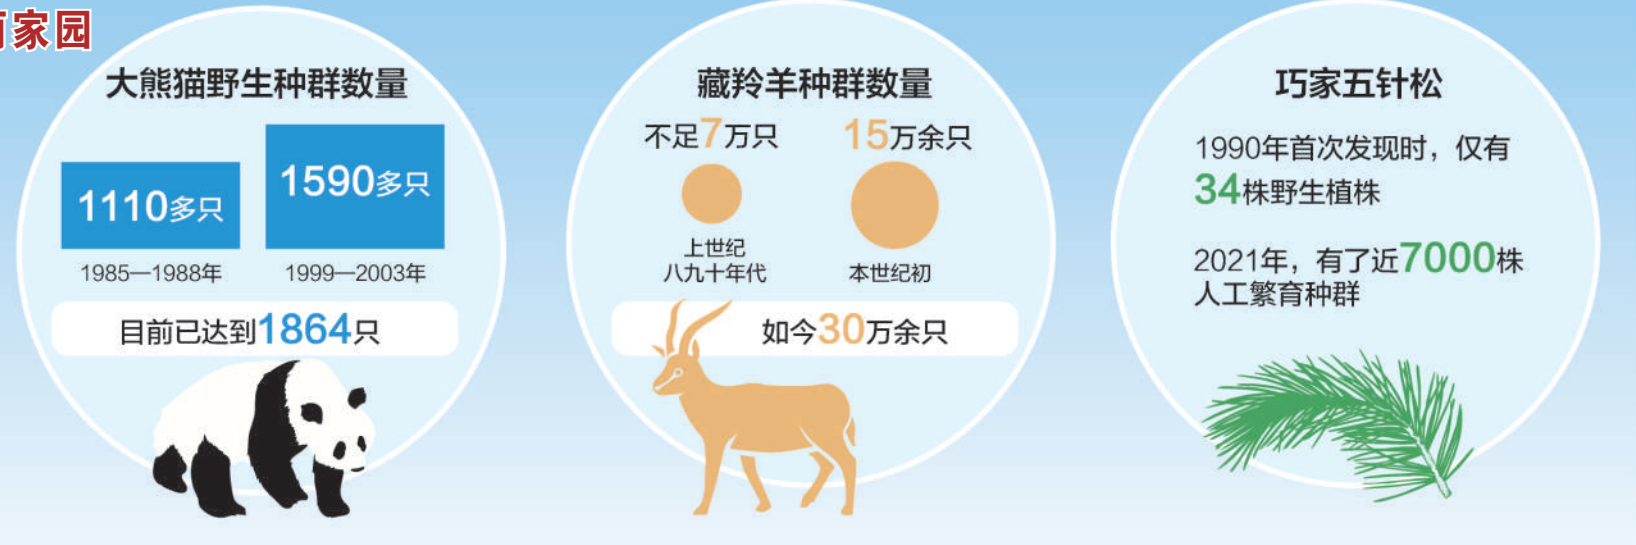 家园
大熊猫野生种群数量
1110多只
1590多只
1985—1988年
1999—2003年
目前已达到1864只
藏羚羊种群数量
不足7万只
15万余只
上世纪
八九十年代
本世纪初
如今30万余只
巧家五针松
1990年首次发现时，仅有
34株野生植株
2021年，有了近7000株
人工繁育种群